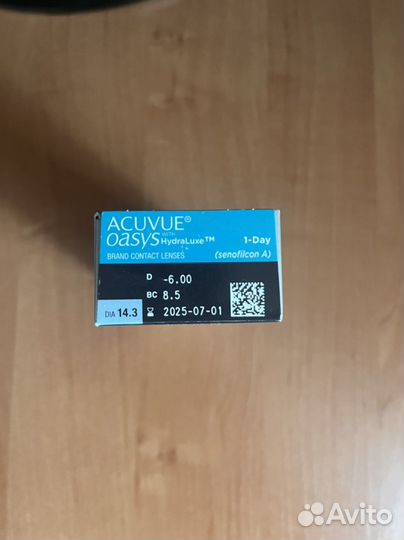 ACUVUE®
oasys WITH HydraLuxe™ 1-Day
BRAND CONTACT LENSES (senofilcon A)
D -6.00
BC 8.5
DIA 14.3 2025-07-01
Avito